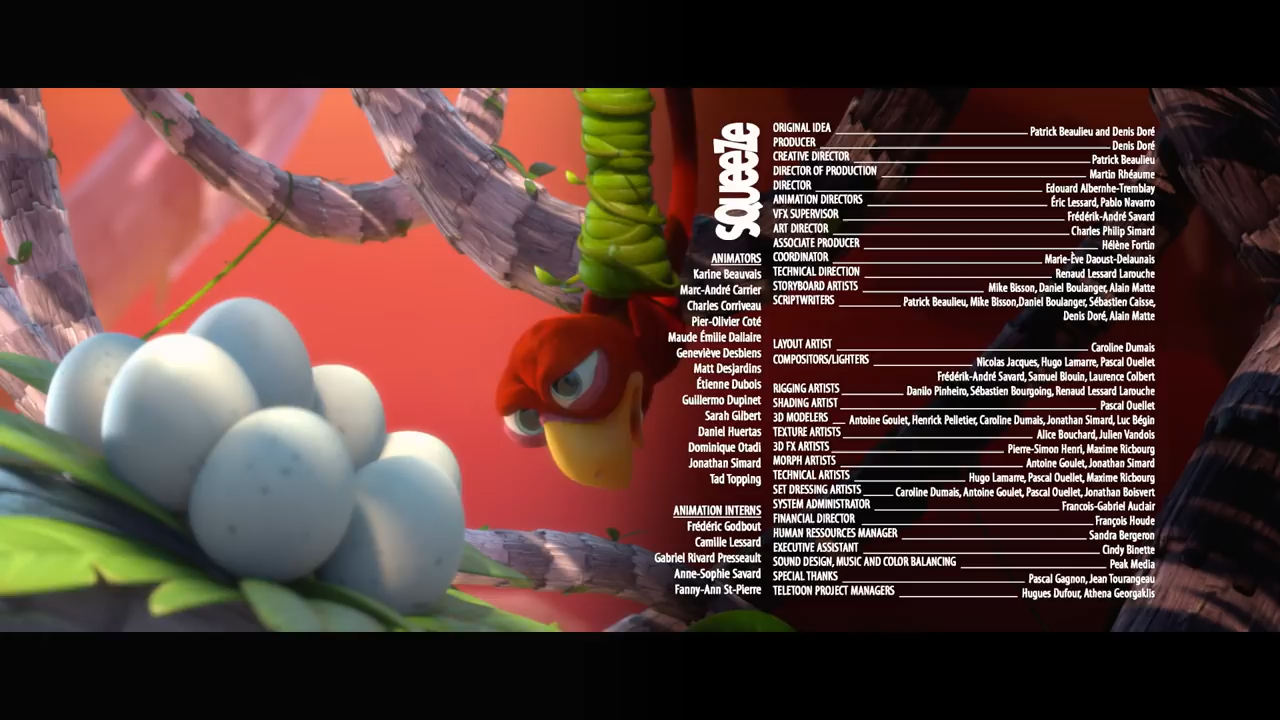 squeeze
ANIMATORS
Karine Beauvais
Marc-André Carrier
Charles Corriveau
Pier-Olivier Coté
Maude Émilie Dallaire
Geneviève Desbiens
Matt Desjardins
Étienne Dubois
Guillermo Dupinet
Sarah Gilbert
Daniel Huertas
Dominique Otadi
Jonathan Simard
Tad Topping
ANIMATION INTERNS
Frédéric Godbout
Camille Lessard
Gabriel Rivard Presseault
Anne-Sophie Savard
Fanny-Ann St-Pierre
ORIGINAL IDEA Patrick Beaulieu and Denis Doré
PRODUCER Denis Doré
CREATIVE DIRECTOR Patrick Beaulieu
DIRECTOR OF PRODUCTION Martin Rhéaume
DIRECTOR Edouard Albernhe-Tremblay
ANIMATION DIRECTORS Éric Lessard, Pablo Navarro
VFX SUPERVISOR Frédérik-André Savard
ART DIRECTOR Charles Philip Simard
ASSOCIATE PRODUCER Hélène Fortin
COORDINATOR Marie-Ève Daoust-Delaunais
TECHNICAL DIRECTION Renaud Lessard Larouche
STORYBOARD ARTISTS Mike Bisson, Daniel Boulanger, Alain Matte
SCRIPTWRITERS Patrick Beaulieu, Mike Bisson,Daniel Boulanger, Sébastien Caisse,
Denis Doré, Alain Matte
LAYOUT ARTIST Caroline Dumais
COMPOSITORS/LIGHTERS Nicolas Jacques, Hugo Lamarre, Pascal Ouellet
Frédérik-André Savard, Samuel Blouin, Laurence Colbert
RIGGING ARTISTS Danilo Pinheiro, Sébastien Bourgoing, Renaud Lessard Larouche
SHADING ARTIST Pascal Ouellet
3D MODELERS Antoine Goulet, Henrick Pelletier, Caroline Dumais, Jonathan Simard, Luc Bégin
TEXTURE ARTISTS Alice Bouchard, Julien Vandois
3D FX ARTISTS Pierre-Simon Henri, Maxime Ricbourg
MORPH ARTISTS Antoine Goulet, Jonathan Simard
TECHNICAL ARTISTS Hugo Lamarre, Pascal Ouellet, Maxime Ricbourg
SET DRESSING ARTISTS Caroline Dumais, Antoine Goulet, Pascal Ouellet, Jonathan Boisvert
SYSTEM ADMINISTRATOR Francois-Gabriel Auclair
FINANCIAL DIRECTOR François Houde
HUMAN RESSOURCES MANAGER Sandra Bergeron
EXECUTIVE ASSISTANT Cindy Binette
SOUND DESIGN, MUSIC AND COLOR BALANCING Peak Media
SPECIAL THANKS Pascal Gagnon, Jean Tourangeau
TELETOON PROJECT MANAGERS Hugues Dufour, Athena Georgaklis